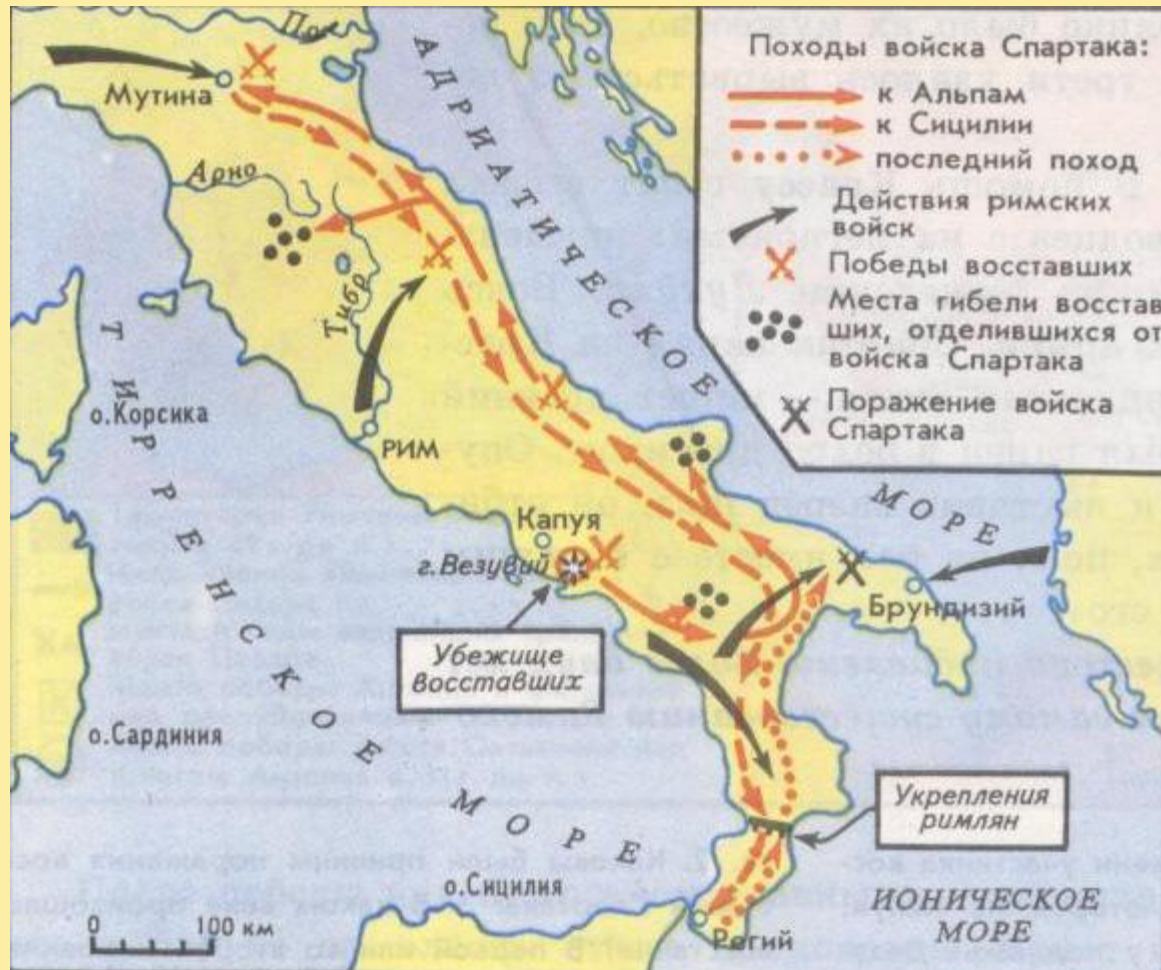 Походы войска Спартака:
к Альпам
к Сицилии
последний поход
Действия римских
войск
Победы восставших
Места гибели восстав
ших, отделившихся от
войска Спартака
Поражение войска
Спартака
По
Мутина
Арно
Тибр
АДРИАТИЧЕСКОЕ
МОРЕ
ТИРРЕНСКОЕ
МОРЕ
о.Корсика
РИМ
Капуя
г.Везувий
Убежище
восставших
Брундизий
о.Сардиния
Укрепления
римлян
о.Сицилия
Регий
ИОНИЧЕСКОЕ
МОРЕ
0 100 км